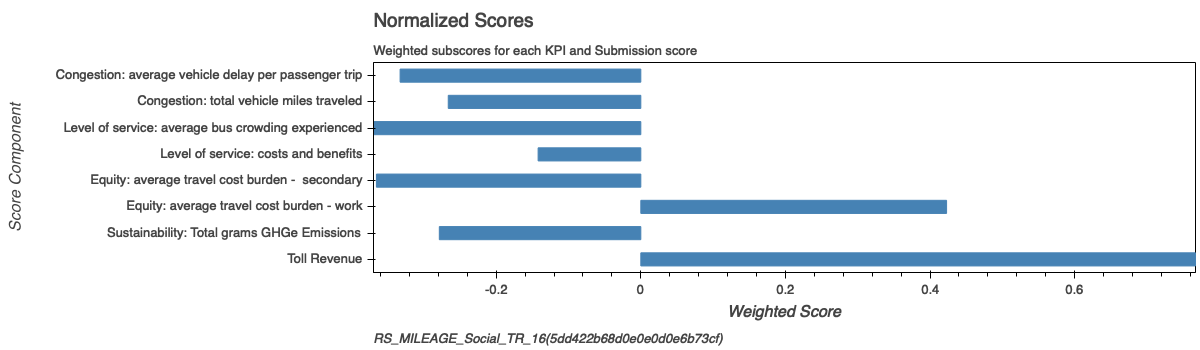 Normalized Scores
Weighted subscores for each KPI and Submission score
Score Component
Congestion: average vehicle delay per passenger trip
Congestion: total vehicle miles traveled
Level of service: average bus crowding experienced
Level of service: costs and benefits
Equity: average travel cost burden -  secondary
Equity: average travel cost burden - work
Sustainability: Total grams GHGe Emissions
Toll Revenue
-0.2 0 0.2 0.4 0.6
Weighted Score
RS_MILEAGE_Social_TR_16(5dd422b68d0e0e0d0e6b73cf)